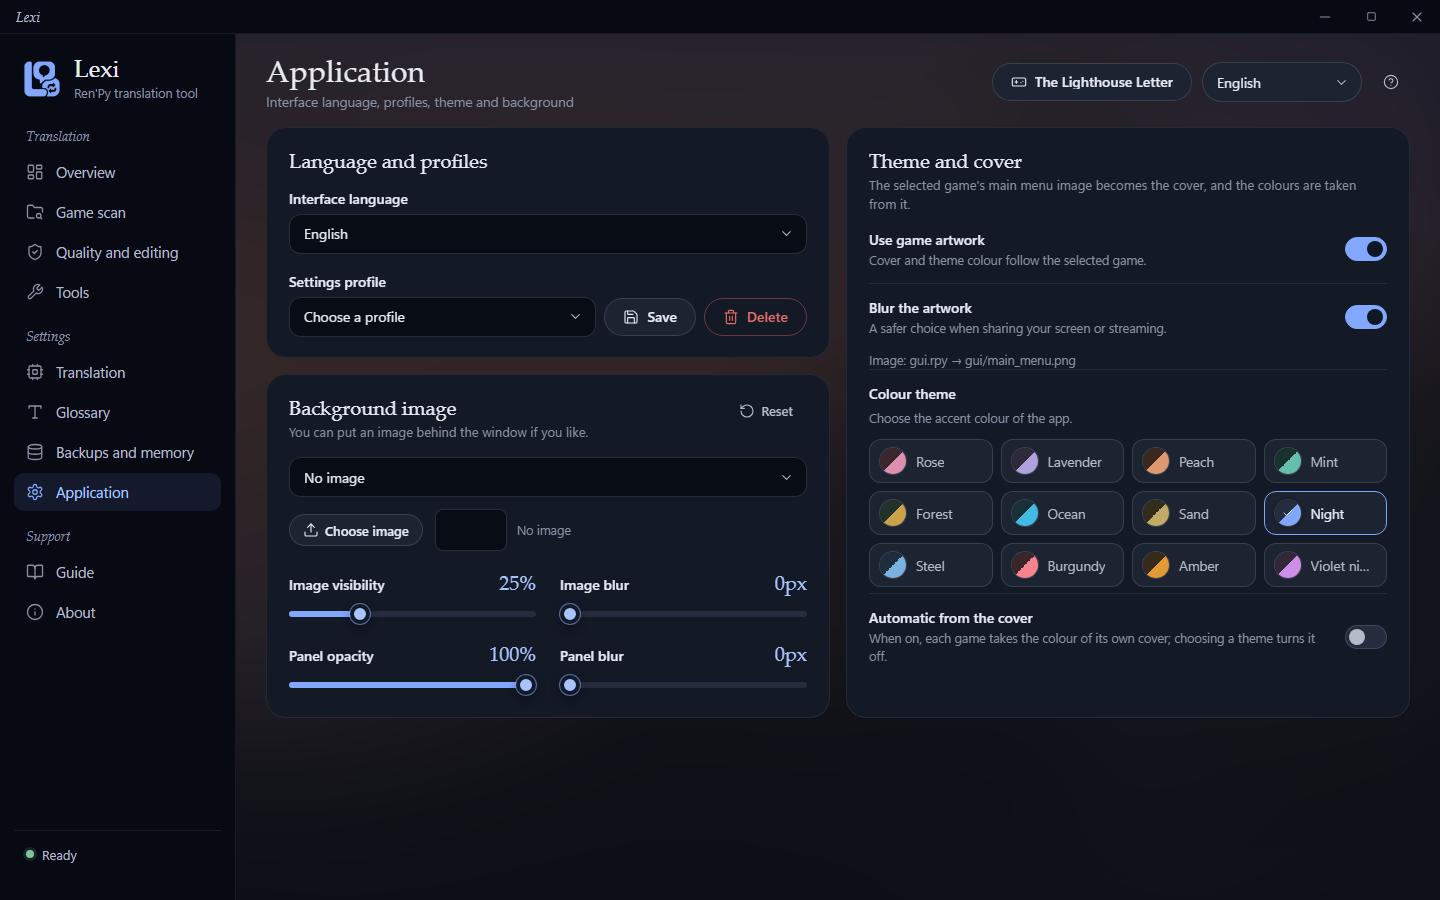 Lexi
Lexi
Ren'Py translation tool
Translation
Overview
Game scan
Quality and editing
Tools
Settings
Translation
Glossary
Backups and memory
Application
Support
Guide
About
Ready
Application
Interface language, profiles, theme and background
The Lighthouse Letter
English
Language and profiles
Interface language
English
Settings profile
Choose a profile
Save
Delete
Background image
Reset
You can put an image behind the window if you like.
No image
Choose image
No image
Image visibility
25%
Image blur
0px
Panel opacity
100%
Panel blur
0px
Theme and cover
The selected game's main menu image becomes the cover, and the colours are taken
from it.
Use game artwork
Cover and theme colour follow the selected game.
Blur the artwork
A safer choice when sharing your screen or streaming.
Image: gui.rpy → gui/main_menu.png
Colour theme
Choose the accent colour of the app.
Rose
Lavender
Peach
Mint
Forest
Ocean
Sand
Night
Steel
Burgundy
Amber
Violet ni...
Automatic from the cover
When on, each game takes the colour of its own cover; choosing a theme turns it
off.